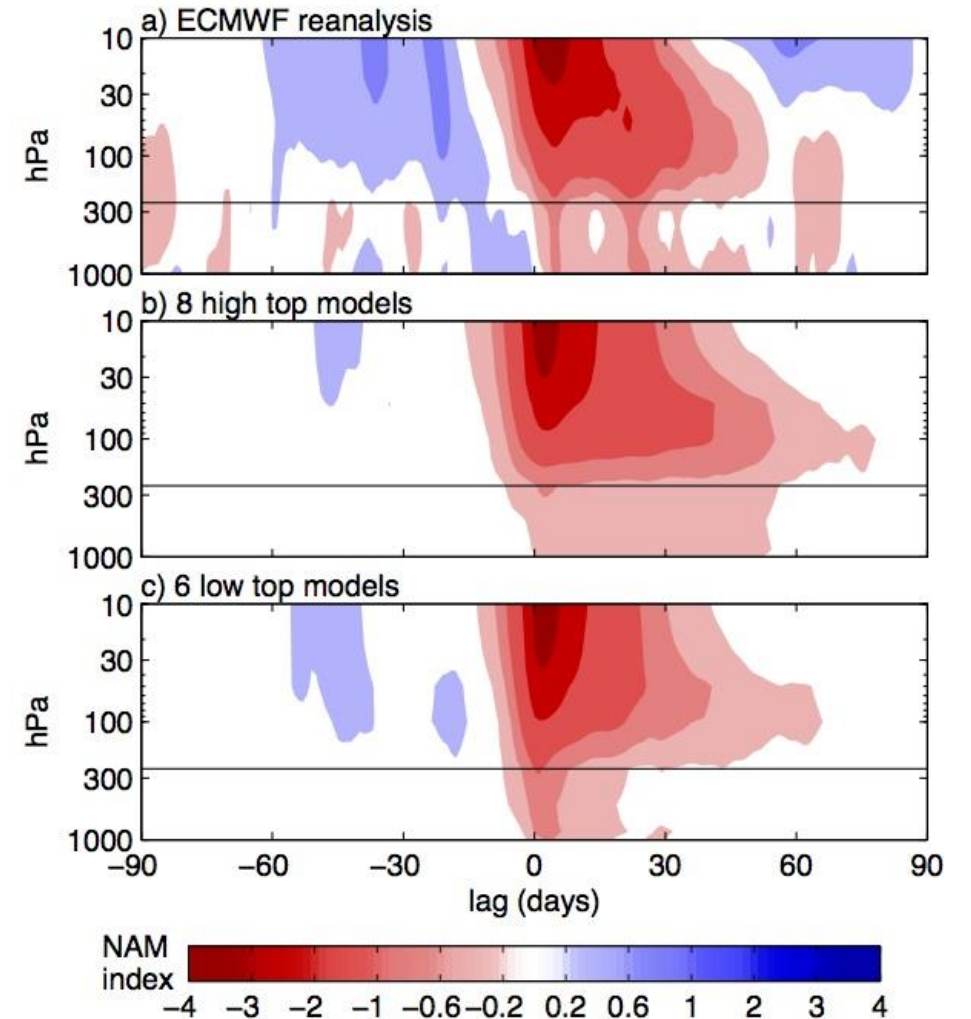 a) ECMWF reanalysis
10
30
100
300
1000
hPa
b) 8 high top models
10
30
100
300
1000
hPa
c) 6 low top models
10
30
100
300
1000
hPa
−90 −60 −30 0 30 60 90
lag (days)
NAM
index
−4 −3 −2 −1 −0.6 −0.2 0.2 0.6 1 2 3 4